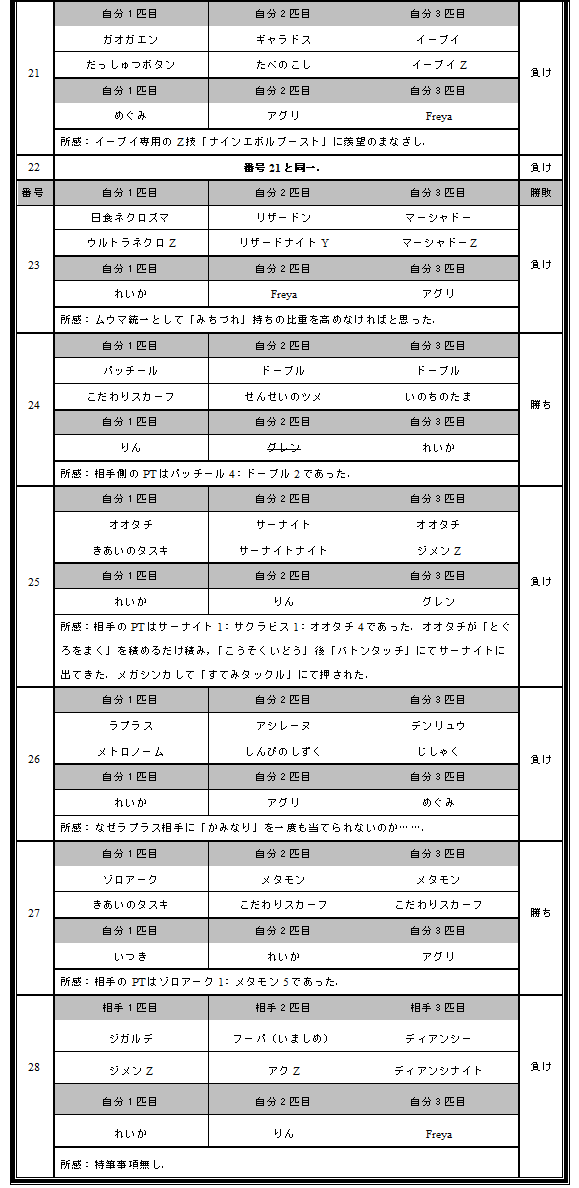 自分1匹目 自分2匹目 自分3匹目
ガオガエン ギャラドス イーブイ
だっしゅつボタン たべのこし イーブイZ
21 負け
自分1匹目 自分2匹目 自分3匹目
めぐみ アグリ Freya
所感：イーブイ専用のZ技「ナインエボルブースト」に羨望のまなざし．
22 番号21と同一． 負け
番号 自分1匹目 自分2匹目 自分3匹目 勝敗
日食ネクロズマ リザードン マーシャドー
ウルトラネクロZ リザードナイトY マーシャドーZ
23 負け
自分1匹目 自分2匹目 自分3匹目
れいか Freya アグリ
所感：ムウマ統一として「みちづれ」持ちの比重を高めなければと思った．
自分1匹目 自分2匹目 自分3匹目
パッチール ドーブル ドーブル
こだわりスカーフ せんせいのツメ いのちのたま
24 勝ち
自分1匹目 自分2匹目 自分3匹目
りん グレン れいか
所感：相手側のPTはパッチール4：ドーブル2であった．
自分1匹目 自分2匹目 自分3匹目
オオタチ サーナイト オオタチ
きあいのタスキ サーナイトナイト ジメンZ
25 負け
自分1匹目 自分2匹目 自分3匹目
れいか りん グレン
所感：相手のPTはサーナイト1：サクラビス1：オオタチ4であった．オオタチが「とぐ
ろをまく」を積めるだけ積み，「こうそくいどう」後「バトンタッチ」にてサーナイトに
出てきた．メガシンカして「すてみタックル」にて押された．
自分1匹目 自分2匹目 自分3匹目
ラプラス アシレーヌ デンリュウ
メトロノーム しんぴのしずく じしゃく
26 負け
自分1匹目 自分2匹目 自分3匹目
れいか アグリ めぐみ
所感：なぜラプラス相手に「かみなり」を一度も当てられないのか……．
自分1匹目 自分2匹目 自分3匹目
ゾロアーク メタモン メタモン
きあいのタスキ こだわりスカーフ こだわりスカーフ
27 勝ち
自分1匹目 自分2匹目 自分3匹目
いつき れいか アグリ
所感：相手のPTはゾロアーク1：メタモン5であった．
相手1匹目 相手2匹目 相手3匹目
ジガルデ フーパ（いましめ） ディアンシー
ジメンZ アクZ ディアンシナイト
28 負け
自分1匹目 自分2匹目 自分3匹目
れいか りん Freya
所感：特筆事項無し．